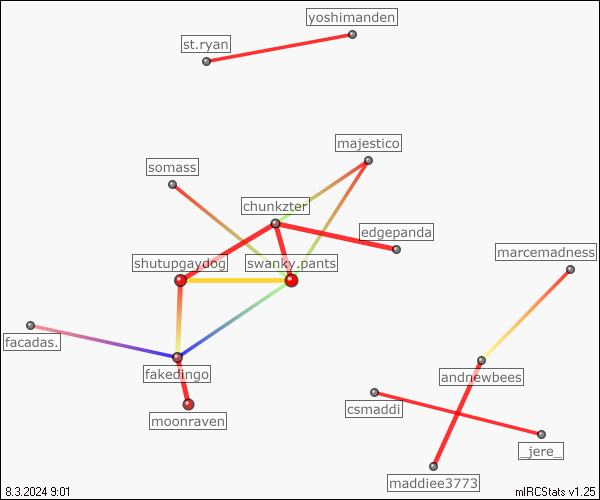 yoshimanden
st.ryan
majestico
somass
chunkzter
edgepanda
marcemadness
shutupgaydog
swanky.pants
facadas.
fakedingo
andnewbees
csmaddi
moonraven
_jere_
maddiee3773
8.3.2024 9:01
mIRCStats v1.25